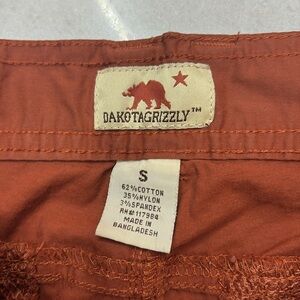 DAKOTAGRIZZLY™
S
62%COTTON
35%NYLON
3%SPANDEX
RN#117984
MADE IN
BANGLADESH